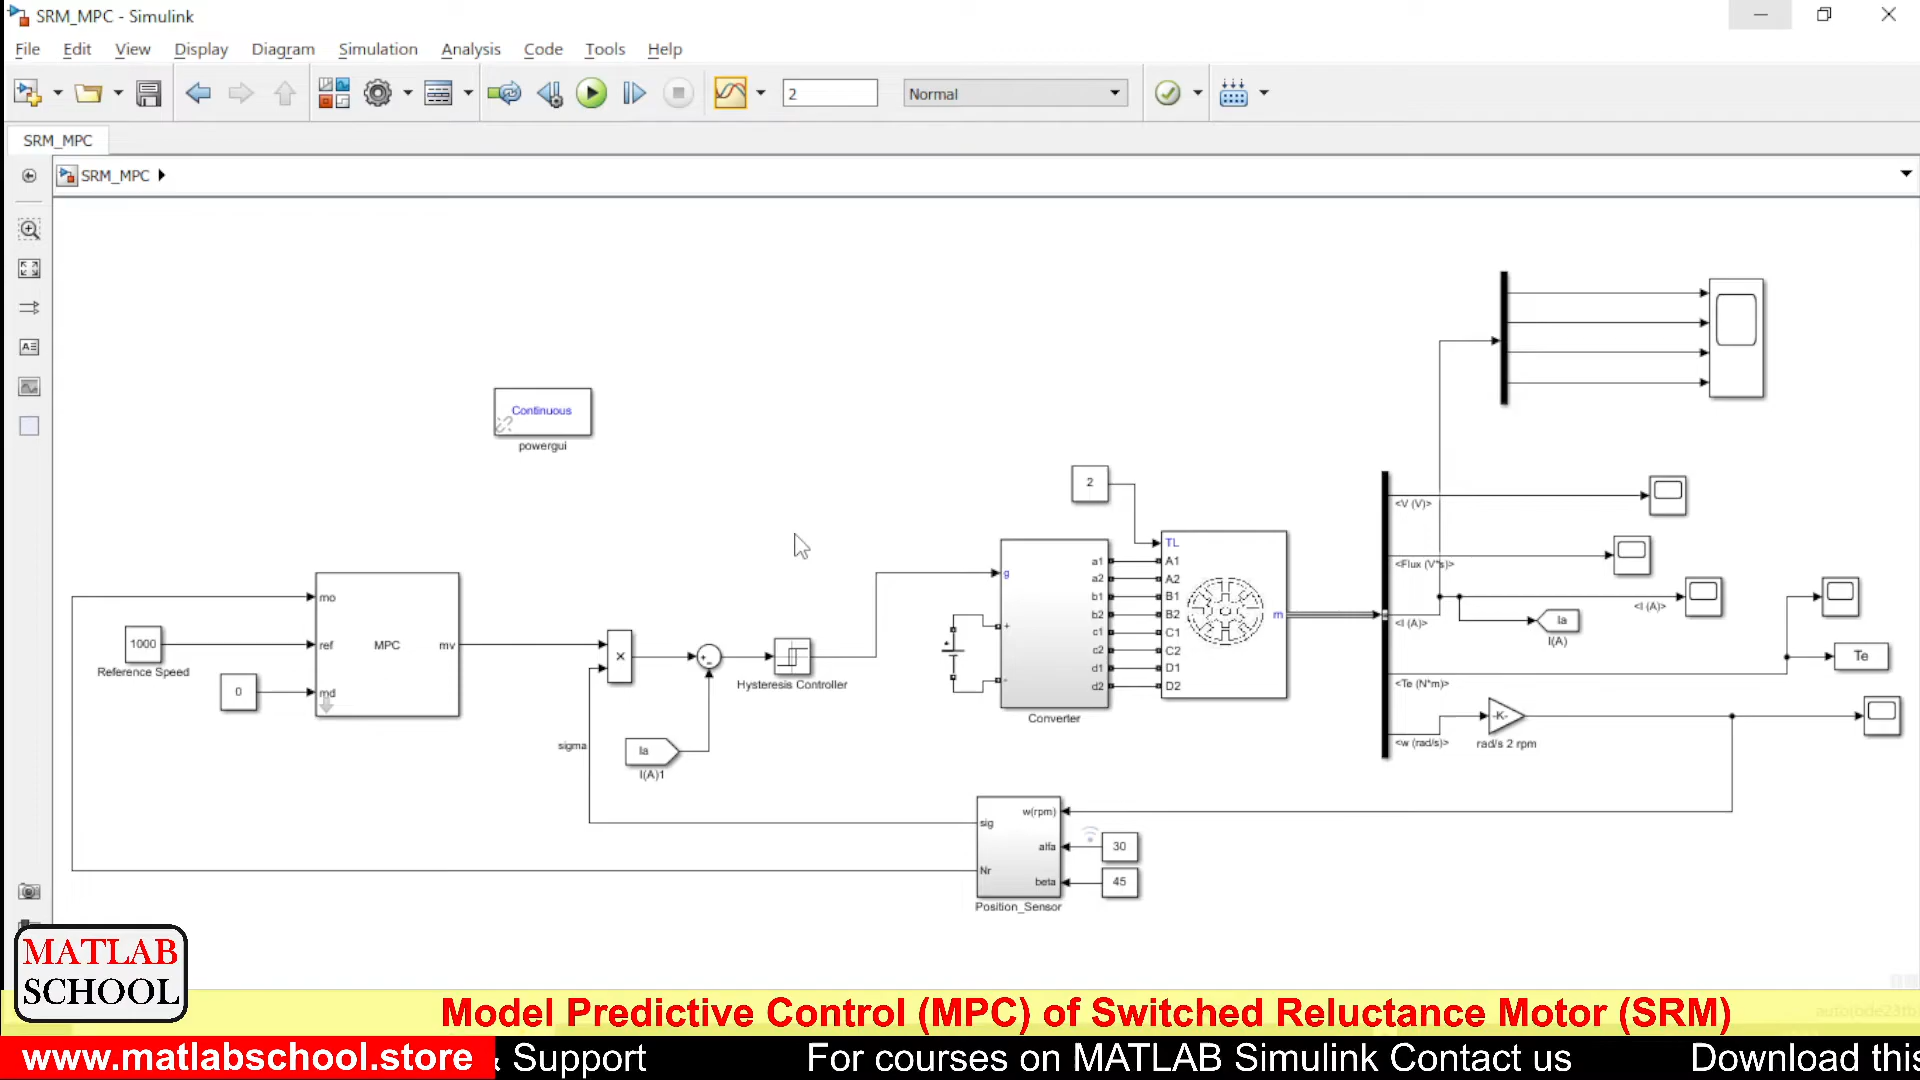 SRM_MPC - Simulink
File Edit View Display Diagram Simulation Analysis Code Tools Help
2 Normal
SRM_MPC
SRM_MPC
Continuous
powergui
2
<V (V)>
<Flux (V*s)>
<I (A)>
<I (A)>
Ia
I(A)
<Te (N*m)>
Te
<w (rad/s)>
-K-
rad/s 2 rpm
TL
A1
A2
B1
B2
C1
C2
D1
D2
m
g
+
-
a1
a2
b1
b2
c1
c2
d1
d2
Converter
+
mo
ref
md
MPC
mv
1000
Reference Speed
0
×
+
-
Hysteresis Controller
sigma
Ia
I(A)1
sig
Nr
w(rpm)
alfa
beta
Position_Sensor
30
45
MATLAB
SCHOOL
Model Predictive Control (MPC) of Switched Reluctance Motor (SRM)
www.matlabschool.store & Support For courses on MATLAB Simulink Contact us Download this